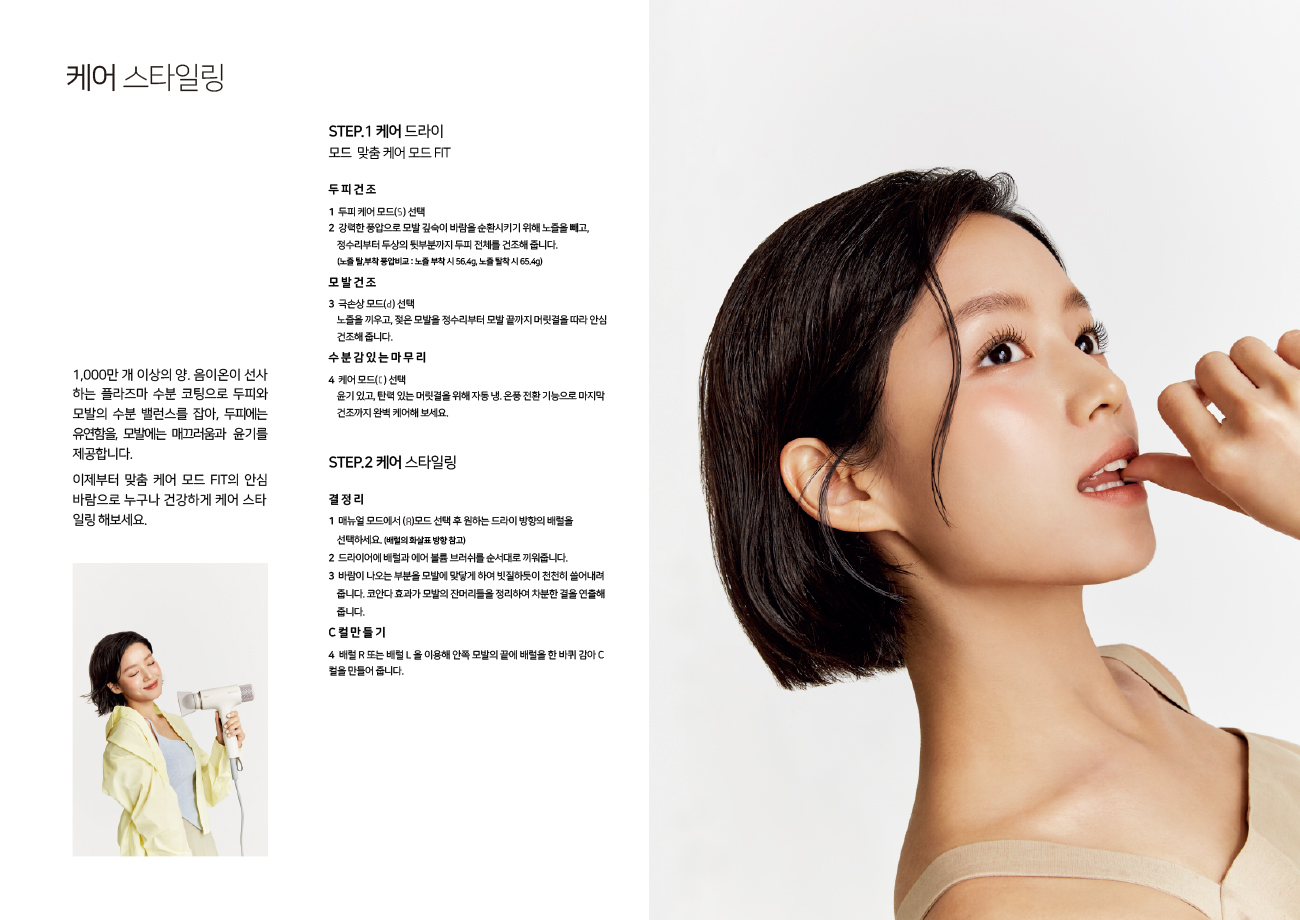 케어 스타일링
1,000만 개 이상의 양. 음이온이 선사
하는 플라즈마 수분 코팅으로 두피와
모발의 수분 밸런스를 잡아, 두피에는
유연함을, 모발에는 매끄러움과 윤기를
제공합니다.
이제부터 맞춤 케어 모드 FIT의 안심
바람으로 누구나 건강하게 케어 스타
일링 해보세요.
STEP.1 케어 드라이
모드 맞춤 케어 모드 FIT
두피건조
1 두피 케어 모드(S) 선택
2 강력한 풍압으로 모발 깊숙이 바람을 순환시키기 위해 노즐을 빼고,
정수리부터 두상의 뒷부분까지 두피 전체를 건조해 줍니다.
(노즐 탈,부착 풍압비교 : 노즐 부착 시 56.4g, 노즐 탈착 시 65.4g)
모발건조
3 극손상 모드(d) 선택
노즐을 끼우고, 젖은 모발을 정수리부터 모발 끝까지 머릿결을 따라 안심
건조해 줍니다.
수분감있는마무리
4 케어 모드(C) 선택
윤기 있고, 탄력 있는 머릿결을 위해 자동 냉. 온풍 전환 기능으로 마지막
건조까지 완벽 케어해 보세요.
STEP.2 케어 스타일링
결정리
1 매뉴얼 모드에서 (A)모드 선택 후 원하는 드라이 방향의 배럴을
선택하세요. (배럴의 화살표 방향 참고)
2 드라이어에 배럴과 에어 볼륨 브러쉬를 순서대로 끼워줍니다.
3 바람이 나오는 부분을 모발에 맞닿게 하여 빗질하듯이 천천히 쓸어내려
줍니다. 코안다 효과가 모발의 잔머리들을 정리하여 차분한 결을 연출해
줍니다.
C컬만들기
4 배럴 R 또는 배럴 L 을 이용해 안쪽 모발의 끝에 배럴을 한 바퀴 감아 C
컬을 만들어 줍니다.